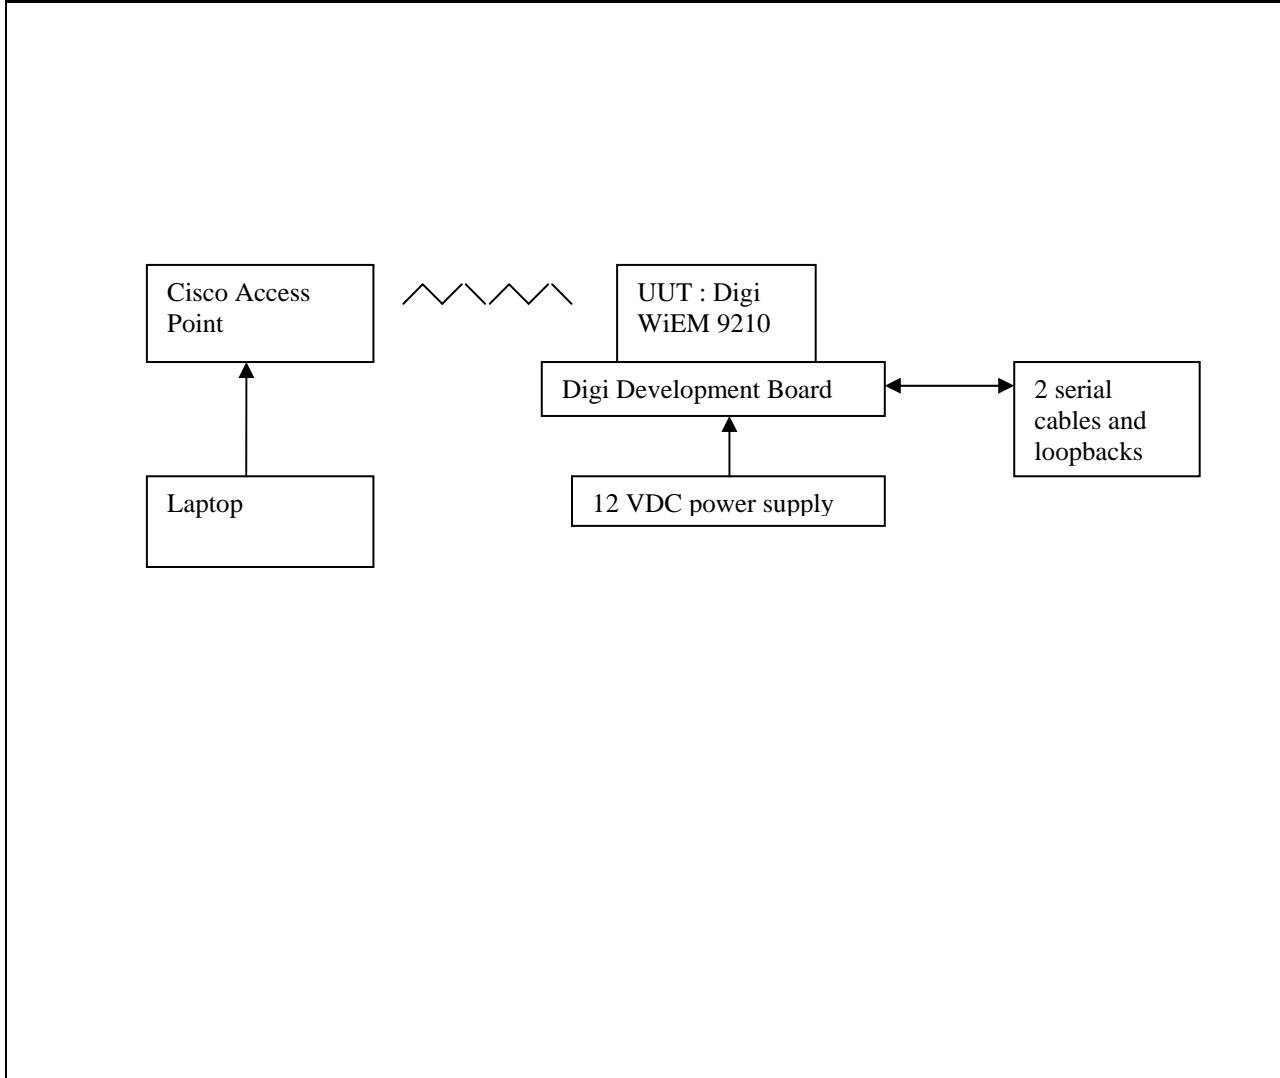 Cisco Access
Point
UUT : Digi
WiEM 9210
Digi Development Board
2 serial
cables and
loopbacks
Laptop
12 VDC power supply